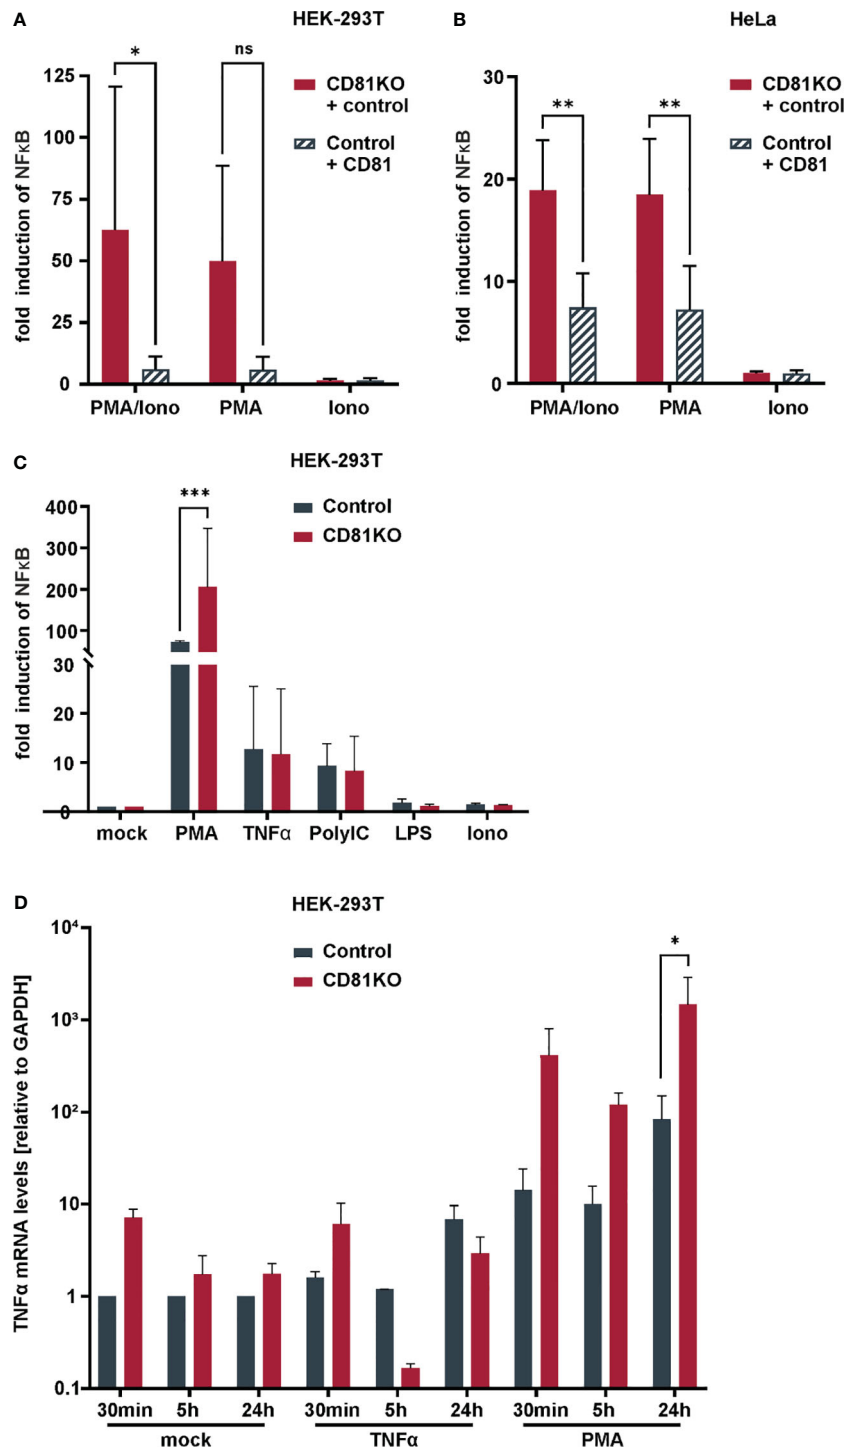 A
HEK-293T
CD81KO
+ control
Control
+ CD81
fold induction of NFκB
125
100
75
50
25
0
*
ns
PMA/Iono PMA Iono
B
HeLa
CD81KO
+ control
Control
+ CD81
fold induction of NFκB
30
20
10
0
**
**
PMA/Iono PMA Iono
C
HEK-293T
Control
CD81KO
fold induction of NFκB
400
300
200
100
30
20
10
0
***
mock PMA TNFα PolyIC LPS Iono
D
HEK-293T
Control
CD81KO
TNFα mRNA levels [relative to GAPDH]
10⁴
10³
10²
10
1
0.1
*
30min 5h 24h 30min 5h 24h 30min 5h 24h
mock TNFα PMA